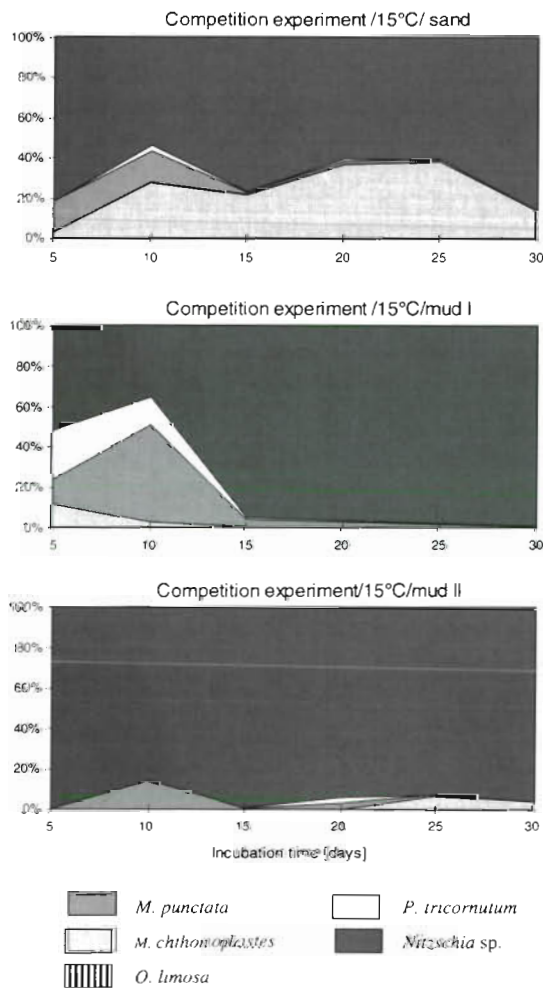 Competition experiment /15°C/ sand
100%
80%
60%
40%
20%
0%
5 10 15 20 25 30
Competition experiment /15°C/mud I
100%
80%
60%
40%
20%
0%
5 10 15 20 25 30
Competition experiment/15°C/mud II
100%
80%
60%
40%
20%
0%
5 10 15 20 25 30
Incubation time [days]
M. punctata
P. tricornutum
M. chthonoplastes
Nitzschia sp.
O. limosa